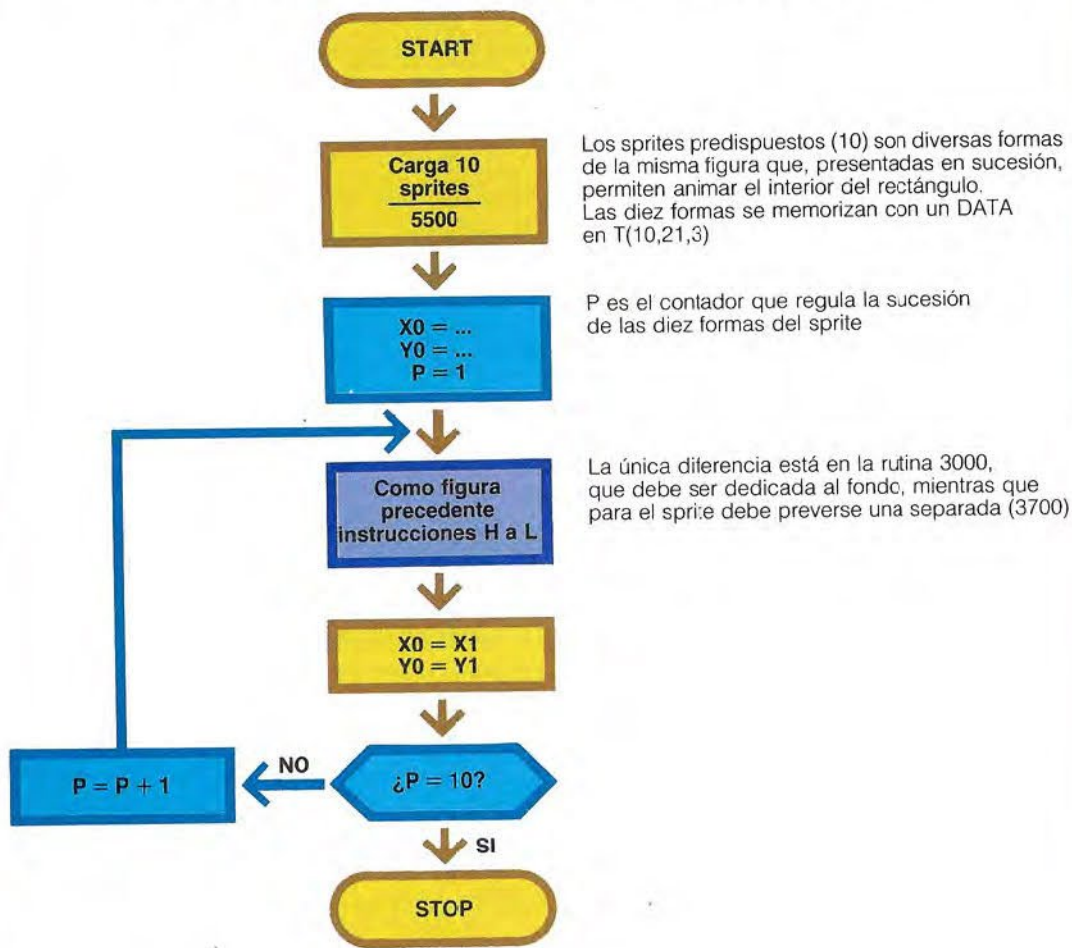 START
Carga 10
sprites
5500
Los sprites predispuestos (10) son diversas formas
de la misma figura que, presentadas en sucesión,
permiten animar el interior del rectángulo.
Las diez formas se memorizan con un DATA
en T(10,21,3)
X0 = ...
Y0 = ...
P = 1
P es el contador que regula la sucesión
de las diez formas del sprite
Como figura
precedente
instrucciones H a L
La única diferencia está en la rutina 3000,
que debe ser dedicada al fondo, mientras que
para el sprite debe preverse una separada (3700)
X0 = X1
Y0 = Y1
¿P = 10?
NO
P = P + 1
SI
STOP